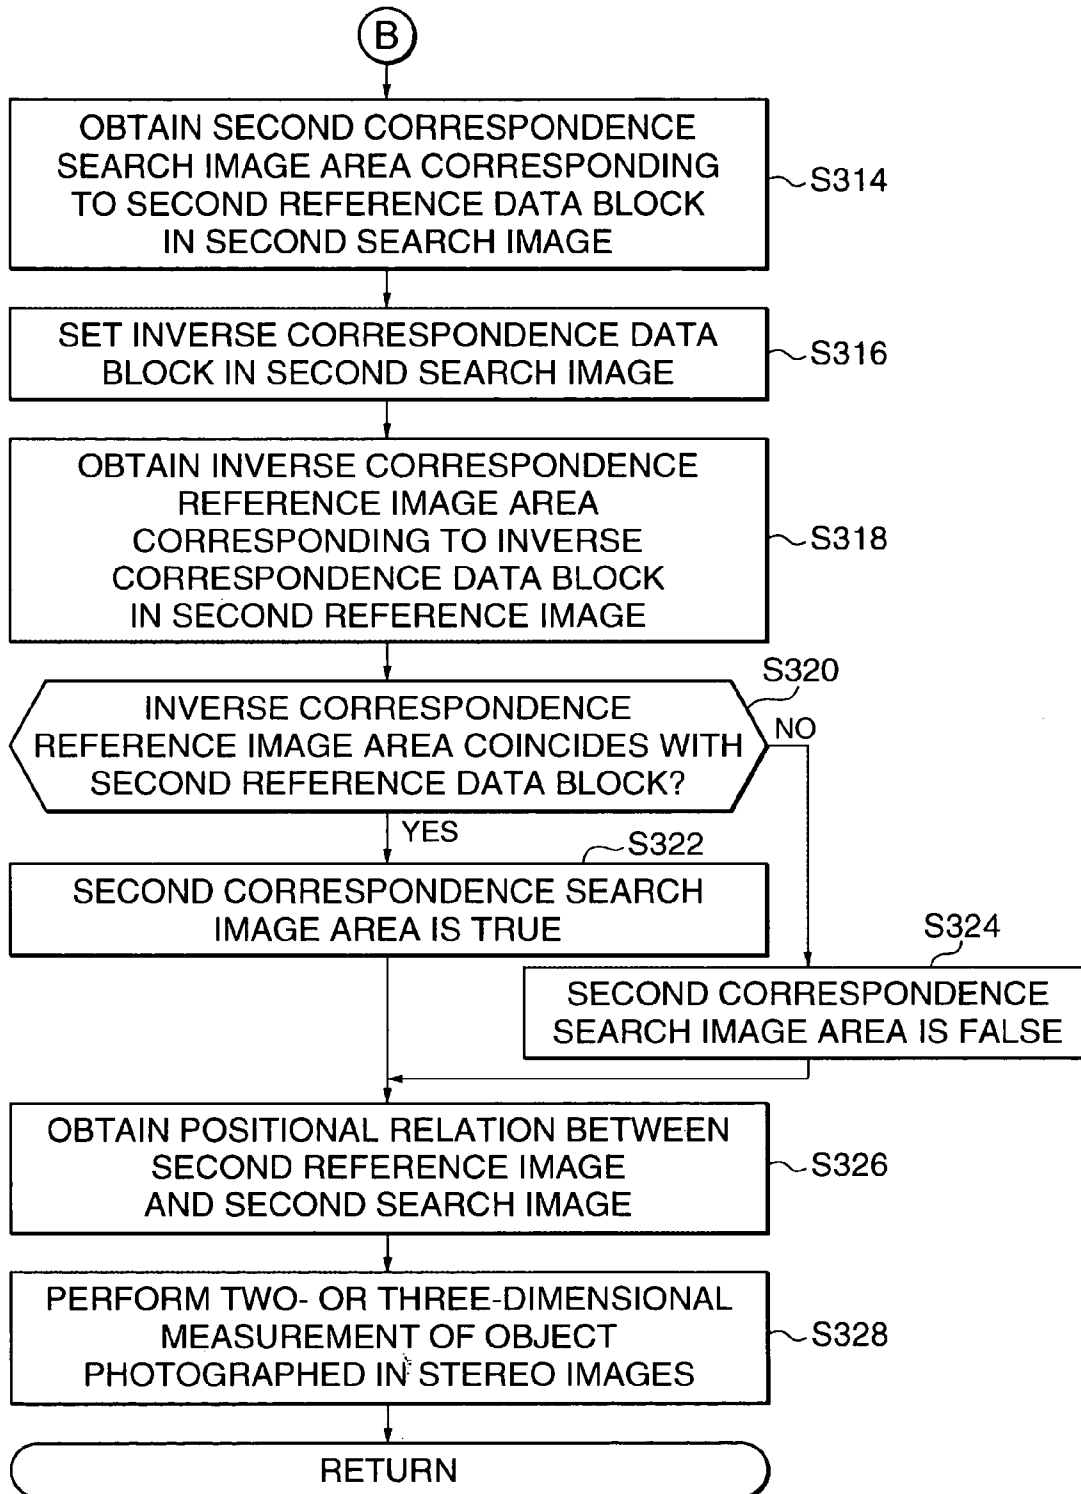 B
OBTAIN SECOND CORRESPONDENCE
SEARCH IMAGE AREA CORRESPONDING
TO SECOND REFERENCE DATA BLOCK
IN SECOND SEARCH IMAGE
S314
SET INVERSE CORRESPONDENCE DATA
BLOCK IN SECOND SEARCH IMAGE
S316
OBTAIN INVERSE CORRESPONDENCE
REFERENCE IMAGE AREA
CORRESPONDING TO INVERSE
CORRESPONDENCE DATA BLOCK
IN SECOND REFERENCE IMAGE
S318
S320
INVERSE CORRESPONDENCE
REFERENCE IMAGE AREA COINCIDES WITH
SECOND REFERENCE DATA BLOCK?
NO
YES
S322
SECOND CORRESPONDENCE SEARCH
IMAGE AREA IS TRUE
S324
SECOND CORRESPONDENCE
SEARCH IMAGE AREA IS FALSE
OBTAIN POSITIONAL RELATION BETWEEN
SECOND REFERENCE IMAGE
AND SECOND SEARCH IMAGE
S326
PERFORM TWO- OR THREE-DIMENSIONAL
MEASUREMENT OF OBJECT
PHOTOGRAPHED IN STEREO IMAGES
S328
RETURN